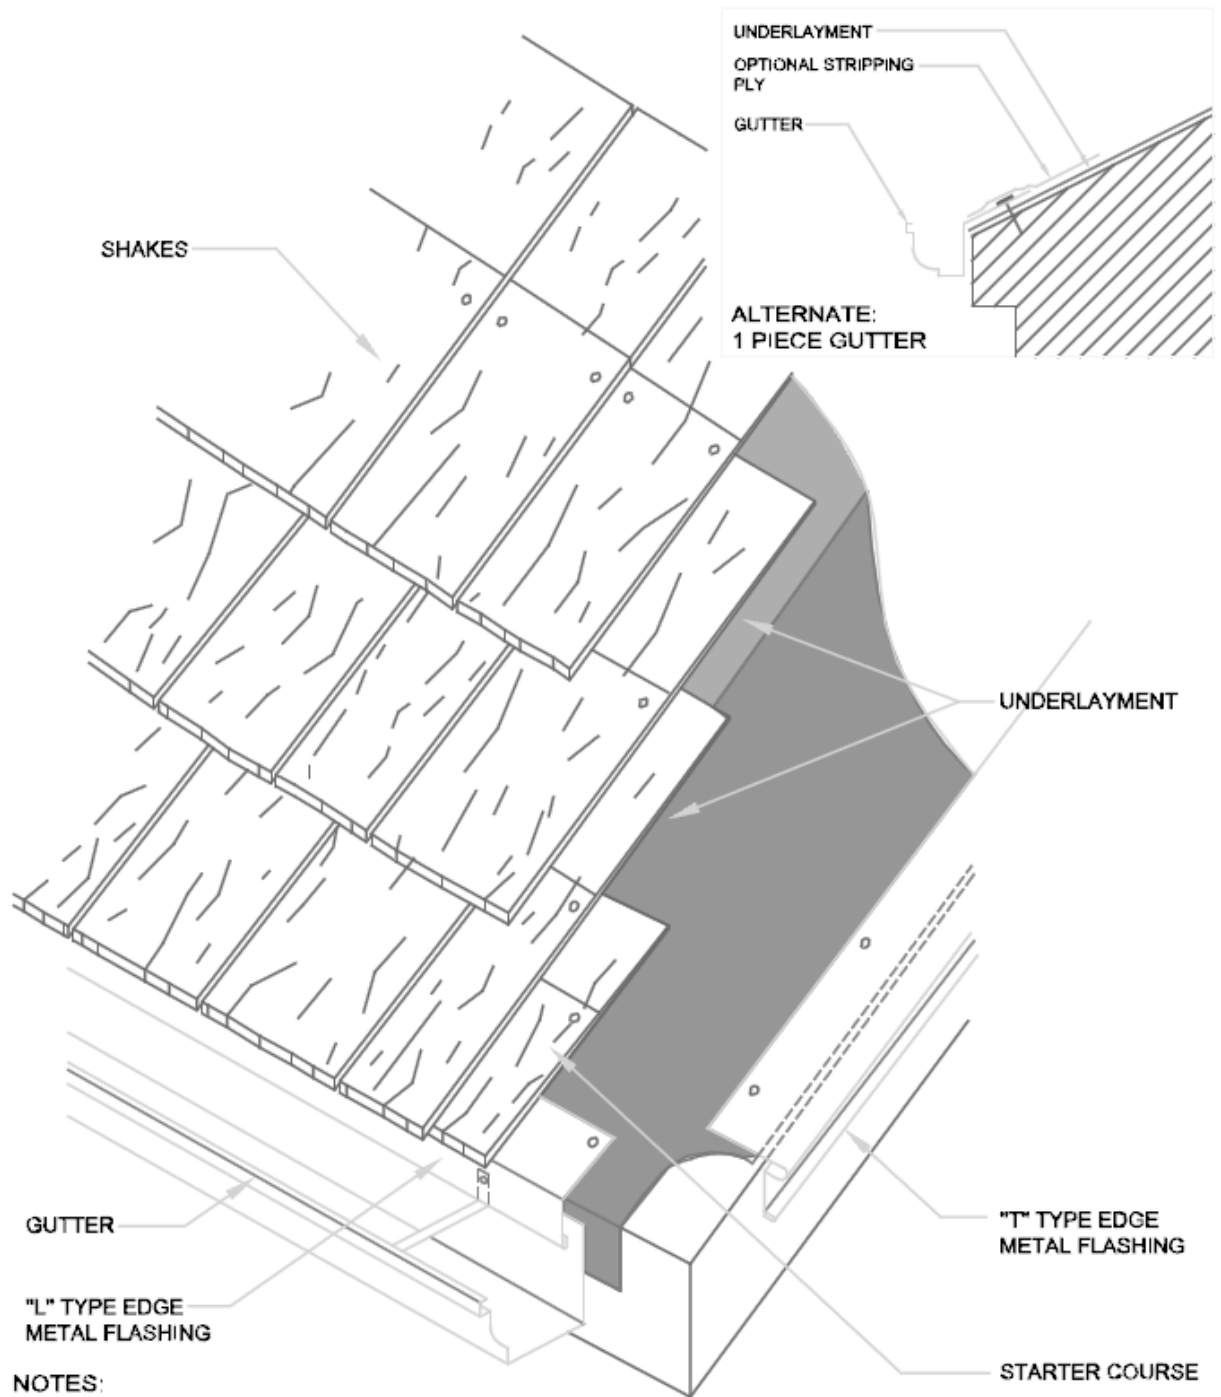 UNDERLAYMENT
OPTIONAL STRIPPING
PLY
GUTTER
ALTERNATE:
1 PIECE GUTTER
SHAKES
UNDERLAYMENT
GUTTER
"T" TYPE EDGE
METAL FLASHING
"L" TYPE EDGE
METAL FLASHING
STARTER COURSE
NOTES: